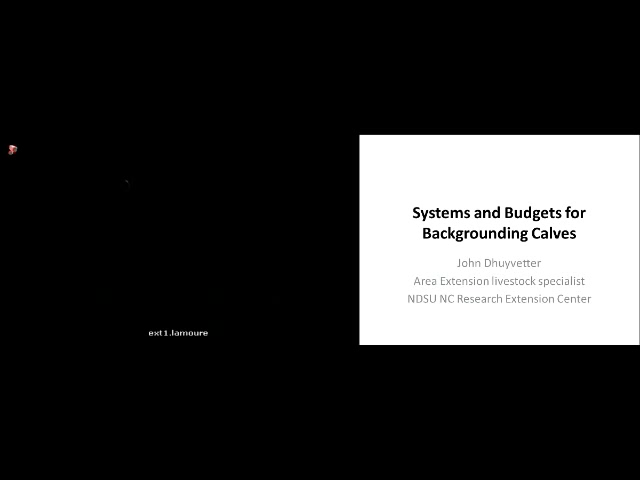 Systems and Budgets for
Backgrounding Calves
John Dhuyvetter
Area Extension livestock specialist
NDSU NC Research Extension Center
ext1.lamoure